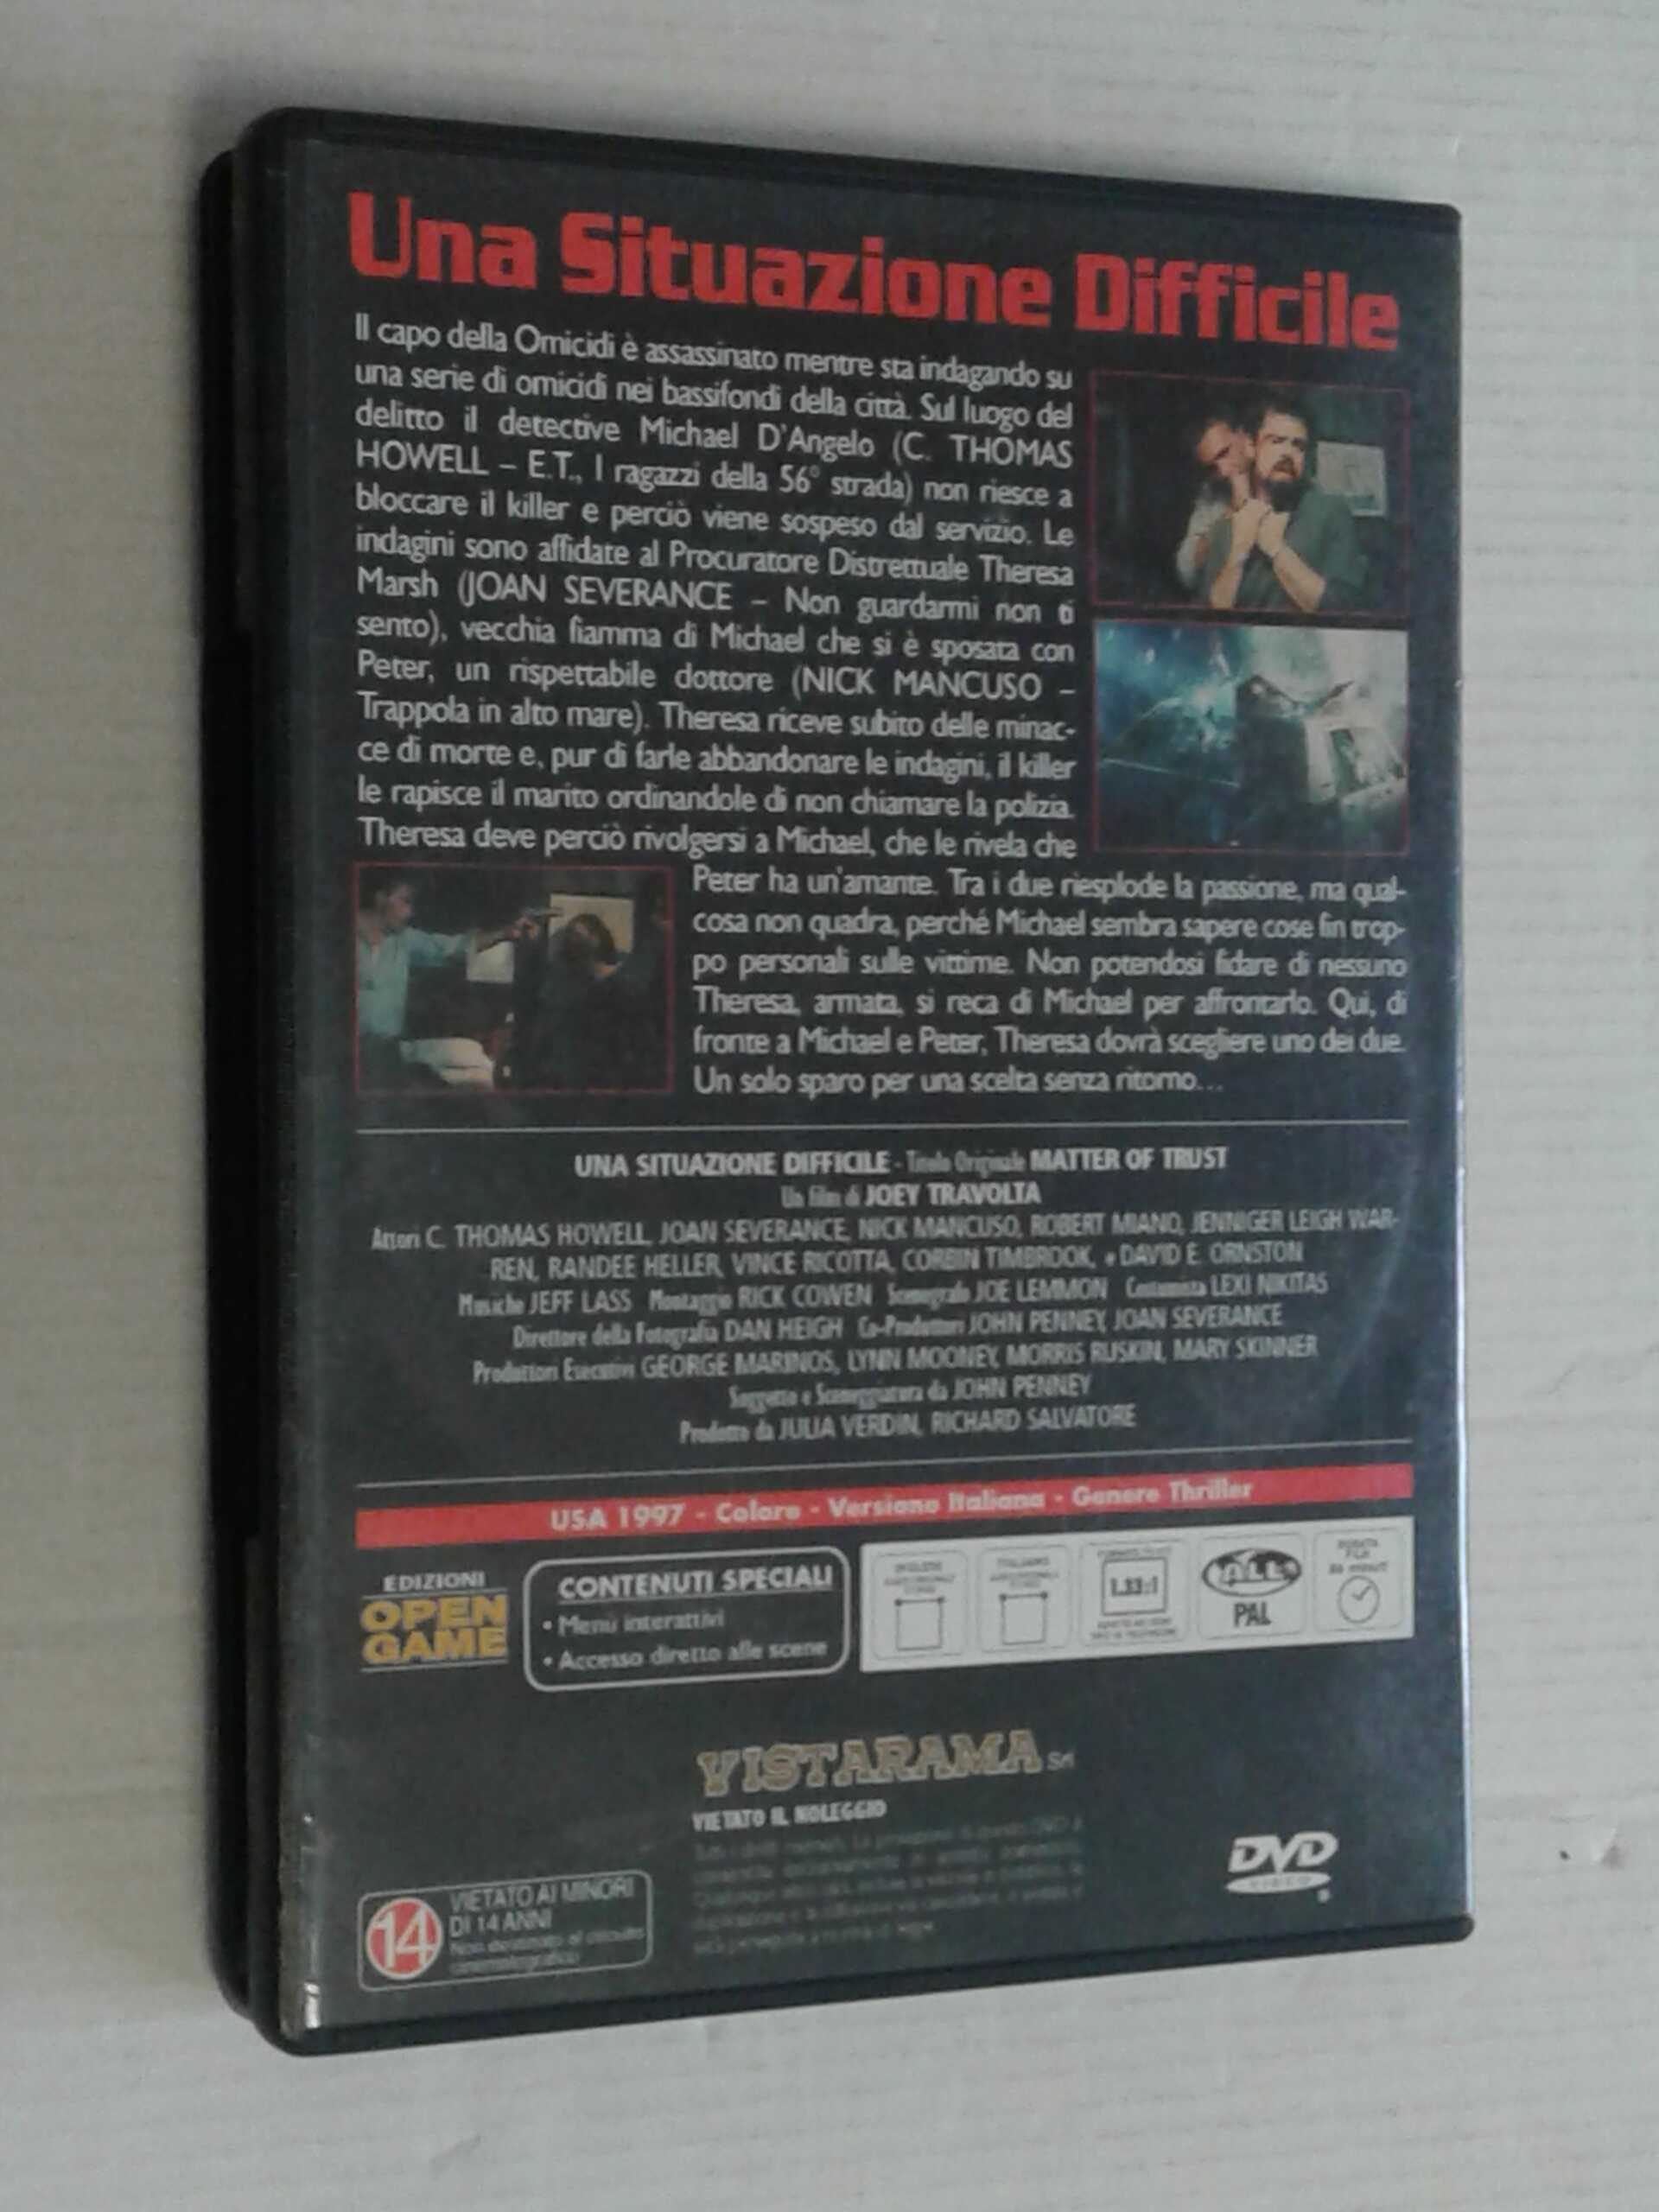 Una Situazione Difficile
Il capo della Omicidi è assassinato mentre sta indagando su
una serie di omicidi nei bassifondi della città. Sul luogo del
delitto il detective Michael D'Angelo (C. THOMAS
HOWELL – E.T., I ragazzi della 56° strada) non riesce a
bloccare il killer e perciò viene sospeso dal servizio. Le
indagini sono affidate al Procuratore Distrettuale Theresa
Marsh (JOAN SEVERANCE – Non guardarmi non ti
sento), vecchia fiamma di Michael che si è sposata con
Peter, un rispettabile dottore (NICK MANCUSO –
Trappola in alto mare). Theresa riceve subito delle minac-
ce di morte e, pur di farle abbandonare le indagini, il killer
le rapisce il marito ordinandole di non chiamare la polizia.
Theresa deve perciò rivolgersi a Michael, che le rivela che
Peter ha un'amante. Tra i due riesplode la passione, ma qual-
cosa non quadra, perché Michael sembra sapere cose fin trop-
po personali sulle vittime. Non potendosi fidare di nessuno
Theresa, armata, si reca di Michael per affrontarlo. Qui, di
fronte a Michael e Peter, Theresa dovrà scegliere uno dei due.
Un solo sparo per una scelta senza ritorno...
UNA SITUAZIONE DIFFICILE - Titolo Originale MATTER OF TRUST
Un film di JOEY TRAVOLTA
Attori C. THOMAS HOWELL, JOAN SEVERANCE, NICK MANCUSO, ROBERT MIANO, JENNIGER LEIGH WAR-
REN, RANDEE HELLER, VINCE RICOTTA, CORBIN TIMBROOK, e DAVID E. ORNSTON
Musiche JEFF LASS Montaggio RICK COWEN Scenografo JOE LEMMON Costumista LEXI NIKITAS
Direttore della Fotografia DAN HEIGH Co-Produttori JOHN PENNEY, JOAN SEVERANCE
Produttori Esecutivi GEORGE MARINOS, LYNN MOONEY, MORRIS RUSKIN, MARY SKINNER
Soggetto e Sceneggiatura da JOHN PENNEY
Prodotto da JULIA VERDIN, RICHARD SALVATORE
USA 1997 - Colore - Versione Italiana - Genere Thriller
EDIZIONI
OPEN
GAME
CONTENUTI SPECIALI
• Menù interattivi
• Accesso diretto alle scene
1.33:1
ALL
PAL
VISTARAMA Srl
VIETATO IL NOLEGGIO
DVD
VIDEO
14
VIETATO AI MINORI
DI 14 ANNI